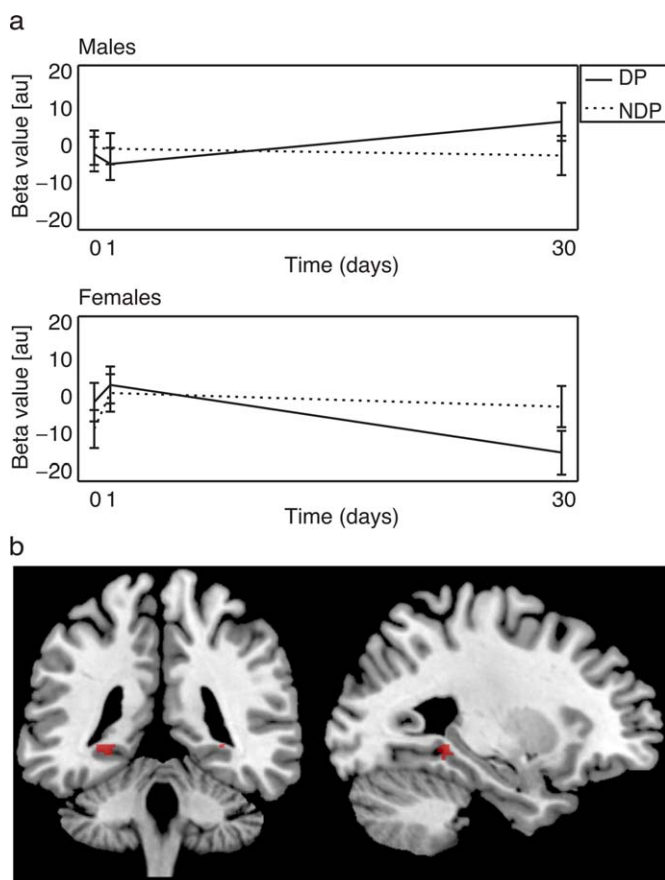 a
Males
20
10
0
−10
−20
Beta value [au]
DP
NDP
0 1
30
Time (days)
Females
20
10
0
−10
−20
Beta value [au]
0 1
30
Time (days)
b